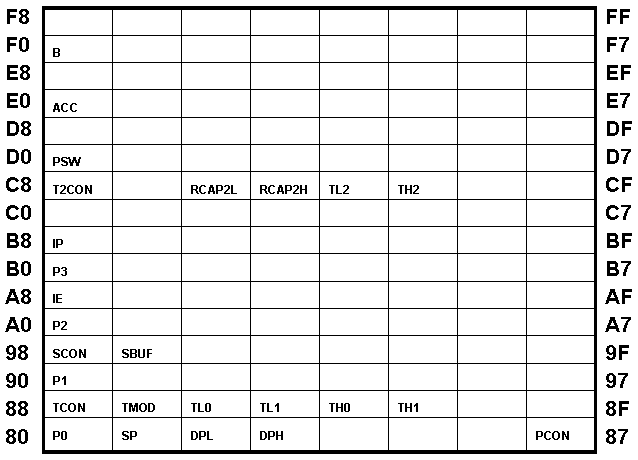 F8 FF
F0 B F7
E8 EF
E0 ACC E7
D8 DF
D0 PSW D7
C8 T2CON RCAP2L RCAP2H TL2 TH2 CF
C0 C7
B8 IP BF
B0 P3 B7
A8 IE AF
A0 P2 A7
98 SCON SBUF 9F
90 P1 97
88 TCON TMOD TL0 TL1 TH0 TH1 8F
80 P0 SP DPL DPH PCON 87